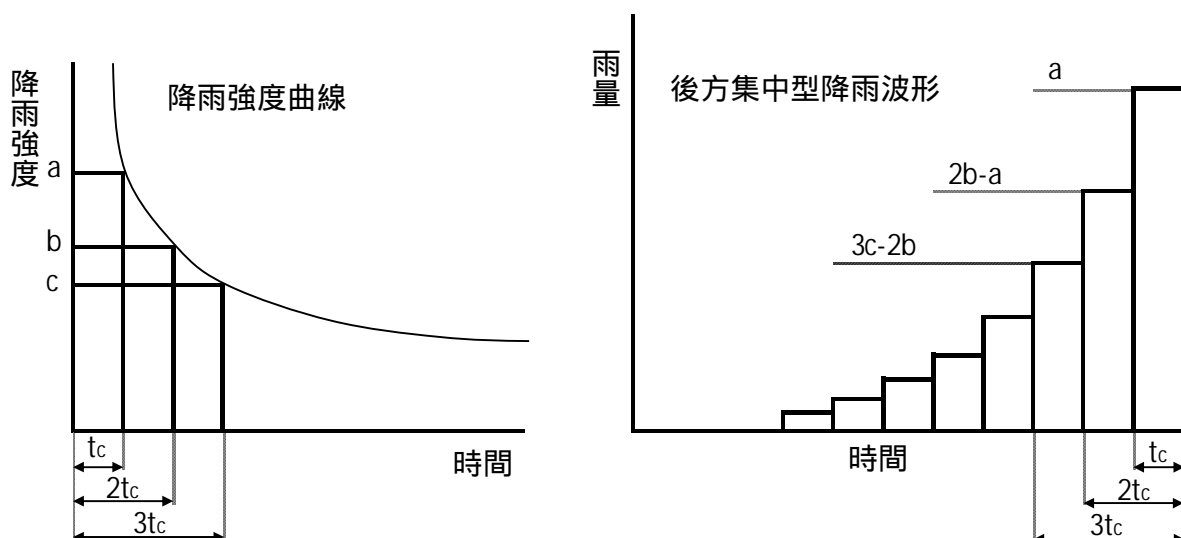 降雨強度
降雨強度曲線
a
b
c
tc
2tc
3tc
時間
雨量
後方集中型降雨波形
a
2b-a
3c-2b
時間
tc
2tc
3tc